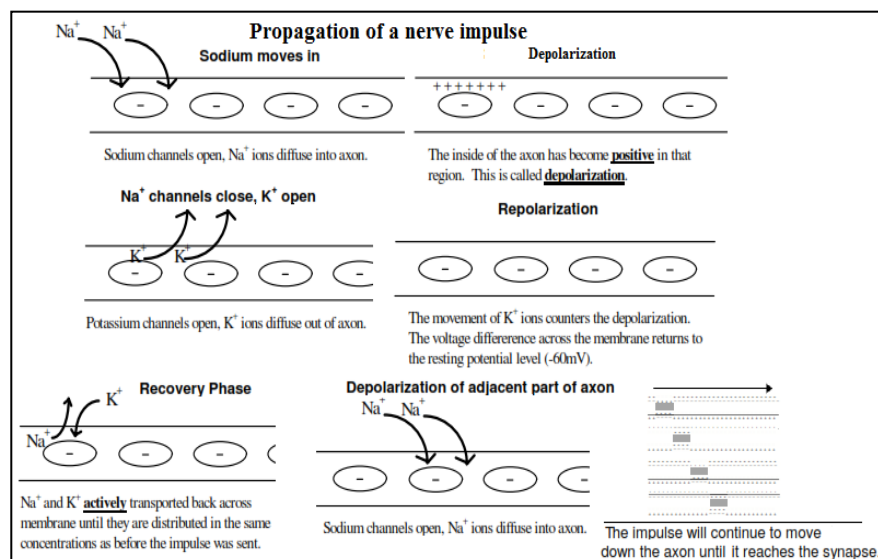 Propagation of a nerve impulse
Na+ Na+
Sodium moves in
- - - -
Sodium channels open, Na+ ions diffuse into axon.
Depolarization
+++++++
- - - -
The inside of the axon has become positive in that
region. This is called depolarization.
Na+ channels close, K+ open
K+ K+
- - - -
Potassium channels open, K+ ions diffuse out of axon.
Repolarization
- - - -
The movement of K+ ions counters the depolarization.
The voltage differerence across the membrane returns to
the resting potential level (-60mV).
Recovery Phase
K+
Na+
- - -
Na+ and K+ actively transported back across
membrane until they are distributed in the same
concentrations as before the impulse was sent.
Depolarization of adjacent part of axon
Na+ Na+
- - - -
Sodium channels open, Na+ ions diffuse into axon.
The impulse will continue to move
down the axon until it reaches the synapse